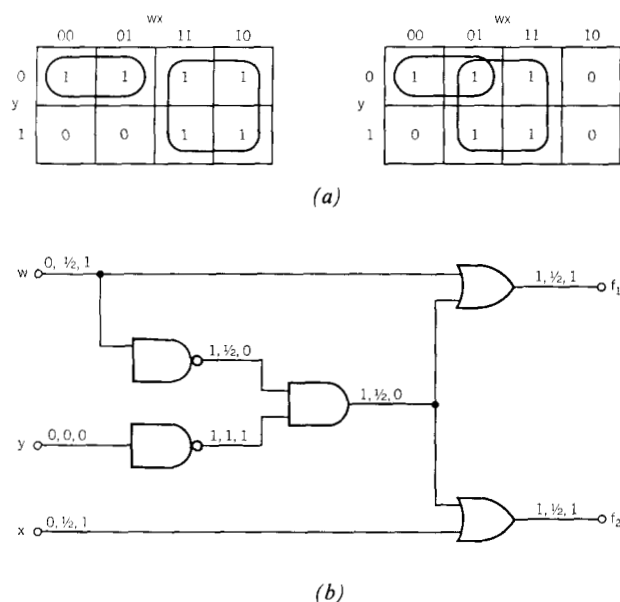 wx wx
00 01 11 10 00 01 11 10
0 1 1 1 1 0 1 1 1 0
y y
1 0 0 1 1 1 0 1 1 0
(a)
w 0, ½, 1 1, ½, 1 f₁
1, ½, 0
1, ½, 0
y 0, 0, 0 1, 1, 1
x 0, ½, 1 1, ½, 1 f₂
(b)